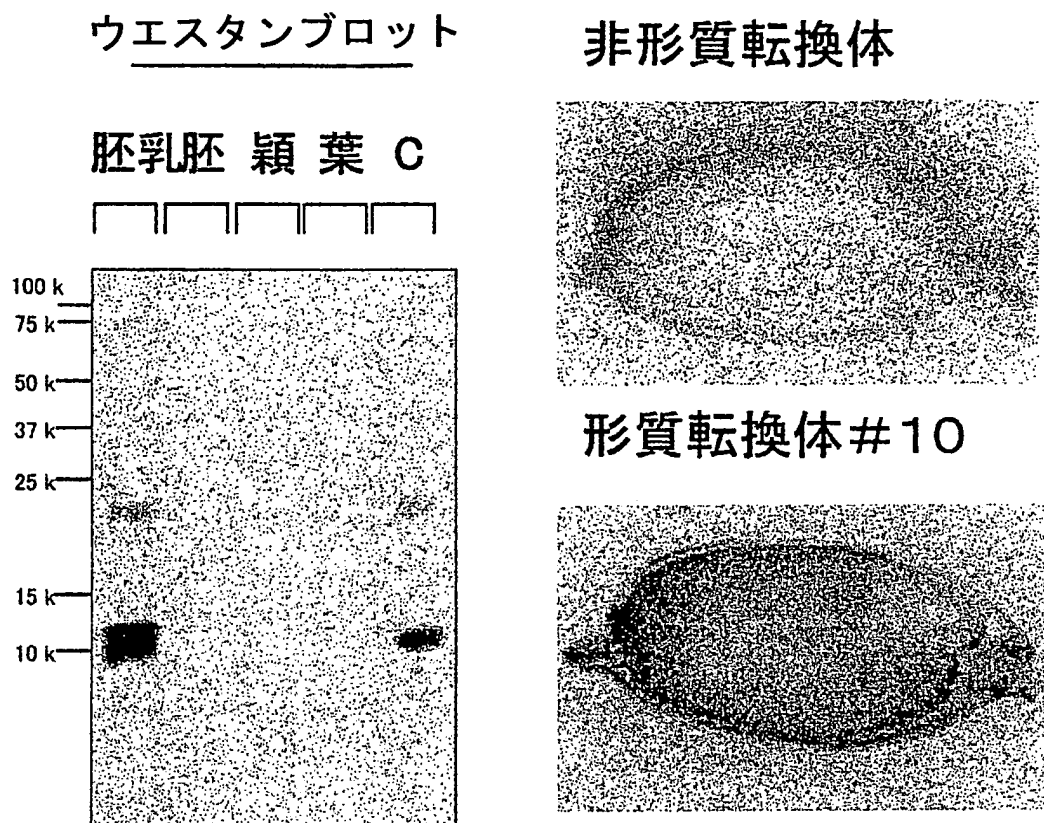 ウエスタンブロット
胚乳胚 穎 葉 C
100 k
75 k
50 k
37 k
25 k
15 k
10 k
非形質転換体
形質転換体#10